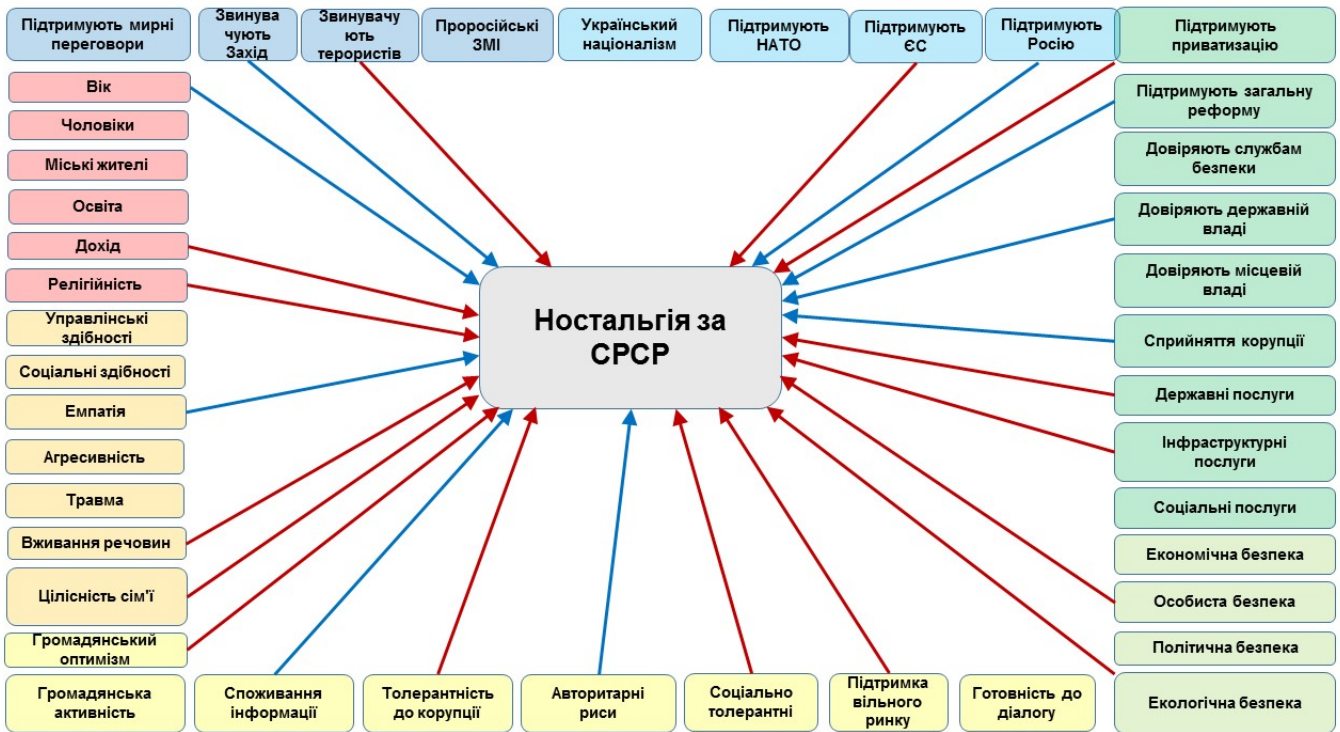 Підтримують мирні
переговори
Звинува
чують
Захід
Звинувачу
ють
терористів
Проросійські
ЗМІ
Український
націоналізм
Підтримують
НАТО
Підтримують
ЄС
Підтримують
Росію
Підтримують
приватизацію
Вік
Чоловіки
Міські жителі
Освіта
Дохід
Релігійність
Управлінські
здібності
Соціальні здібності
Емпатія
Агресивність
Травма
Вживання речовин
Цілісність сім'ї
Громадянський
оптимізм
Ностальгія за
СРСР
Підтримують загальну
реформу
Довіряють службам
безпеки
Довіряють державній
владі
Довіряють місцевій
владі
Сприйняття корупції
Державні послуги
Інфраструктурні
послуги
Соціальні послуги
Економічна безпека
Особиста безпека
Політична безпека
Громадянська
активність
Споживання
інформації
Толерантність
до корупції
Авторитарні
риси
Соціально
толерантні
Підтримка
вільного
ринку
Готовність до
діалогу
Екологічна безпека